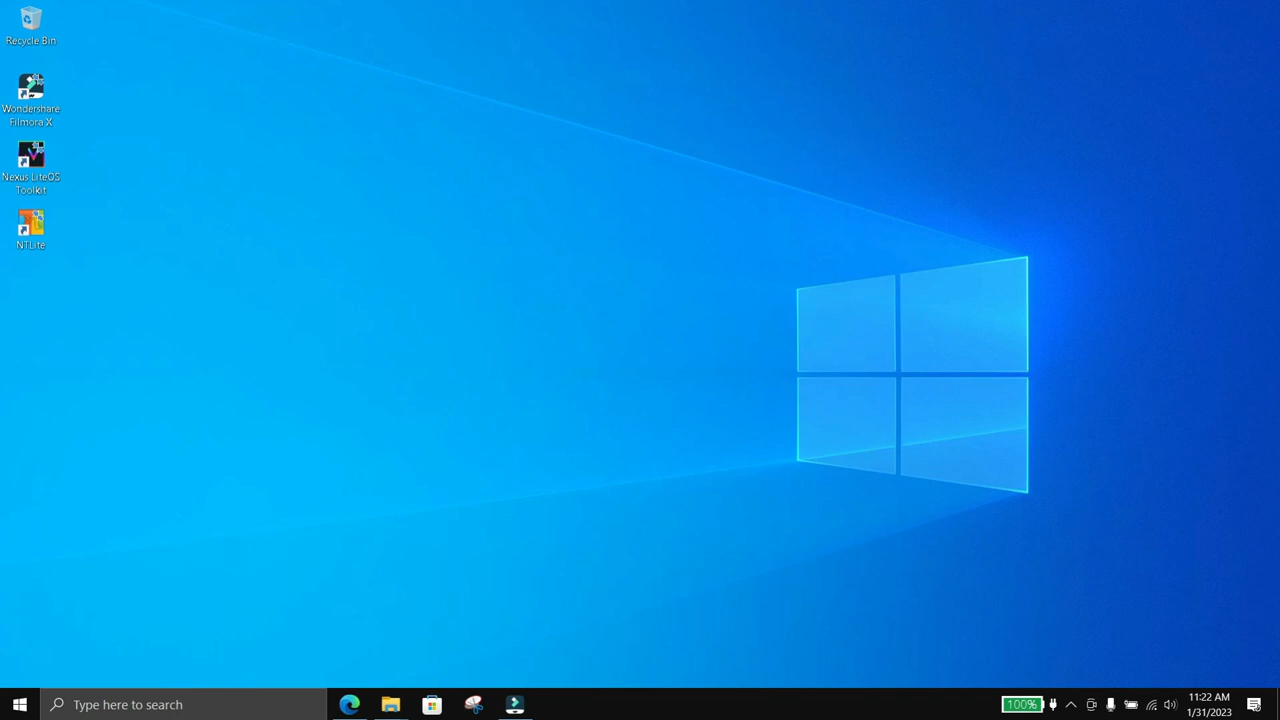 Recycle Bin
Wondershare
Filmora X
Nexus LiteOS
Toolkit
NTLite
Type here to search
100%
11:22 AM
1/31/2023